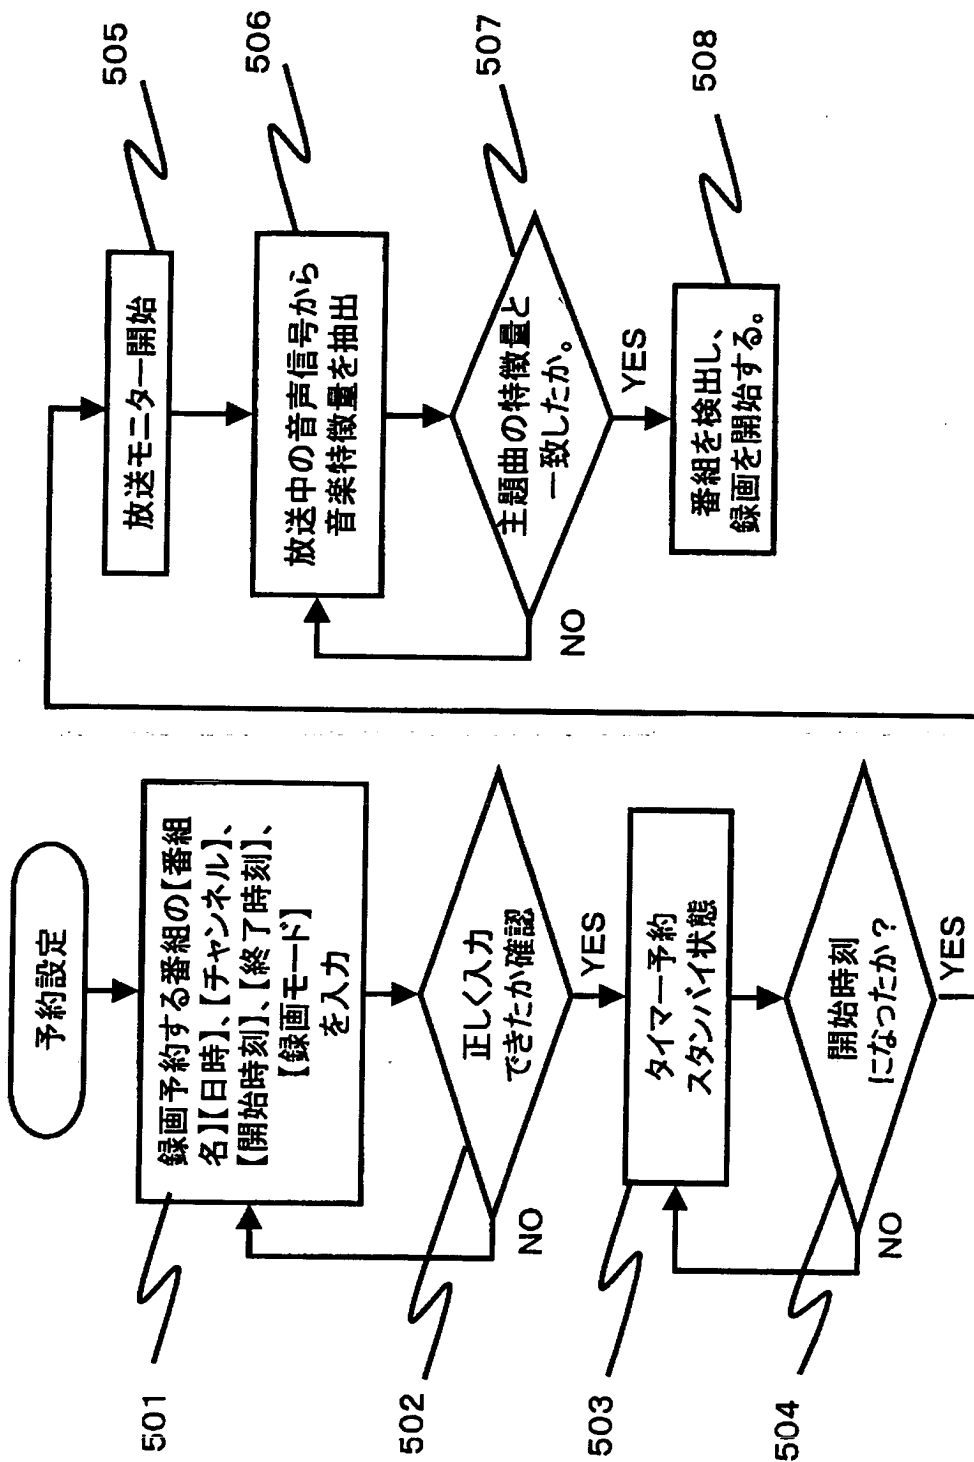 予約設定
501
録画予約する番組の【番組
名】【日時】、【チャンネル】、
【開始時刻】、【終了時刻】、
【録画モード】
を入力
502
正しく入力
できたか確認
NO
YES
503
タイマー予約
スタンバイ状態
504
開始時刻
になったか?
NO
YES
505
放送モニター開始
506
放送中の音声信号から
音楽特徴量を抽出
507
主題曲の特徴量と
一致したか。
NO
YES
508
番組を検出し、
録画を開始する。